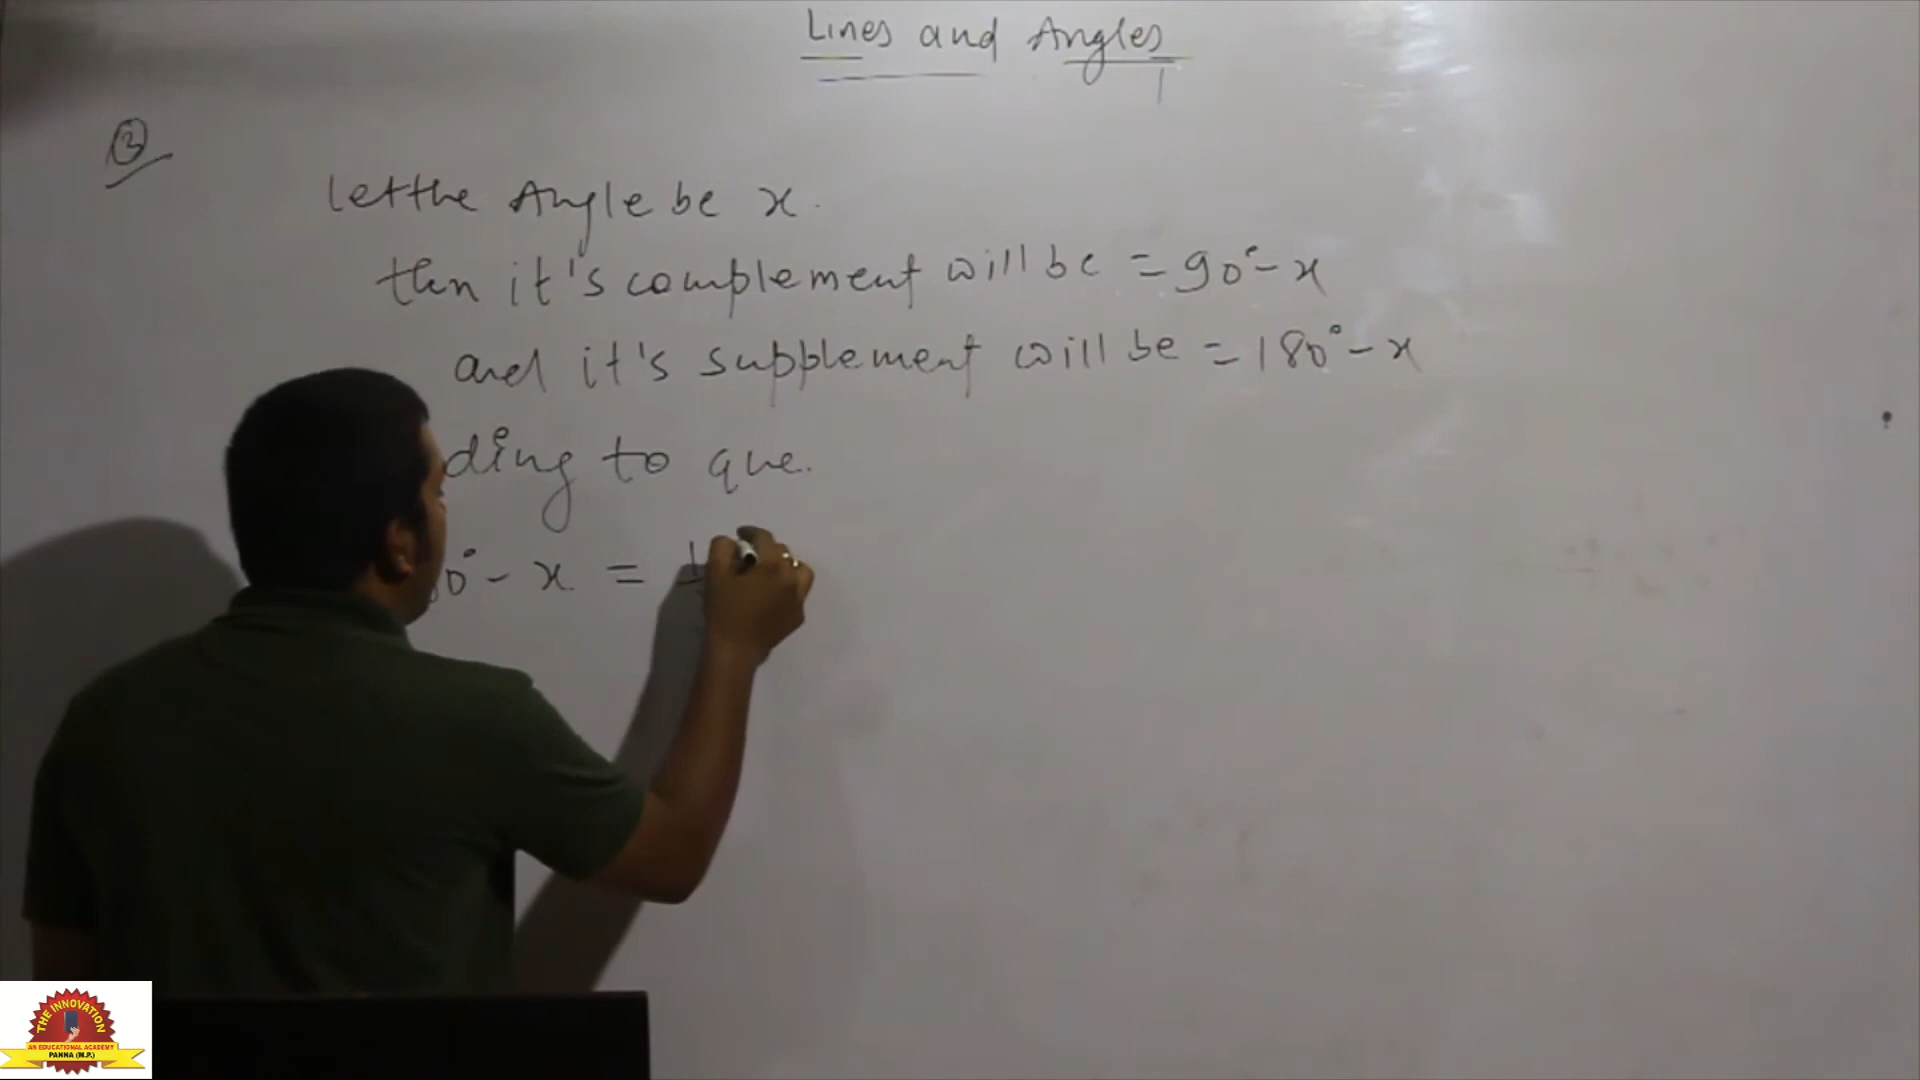 Lines and Angles
③
let the Angle be x.
then it's complement will be = 90° - x
and it's supplement will be = 180° - x
ding to que.
0° - x = 1
THE INNOVATION
AN EDUCATIONAL ACADEMY
PANNA (M.P.)